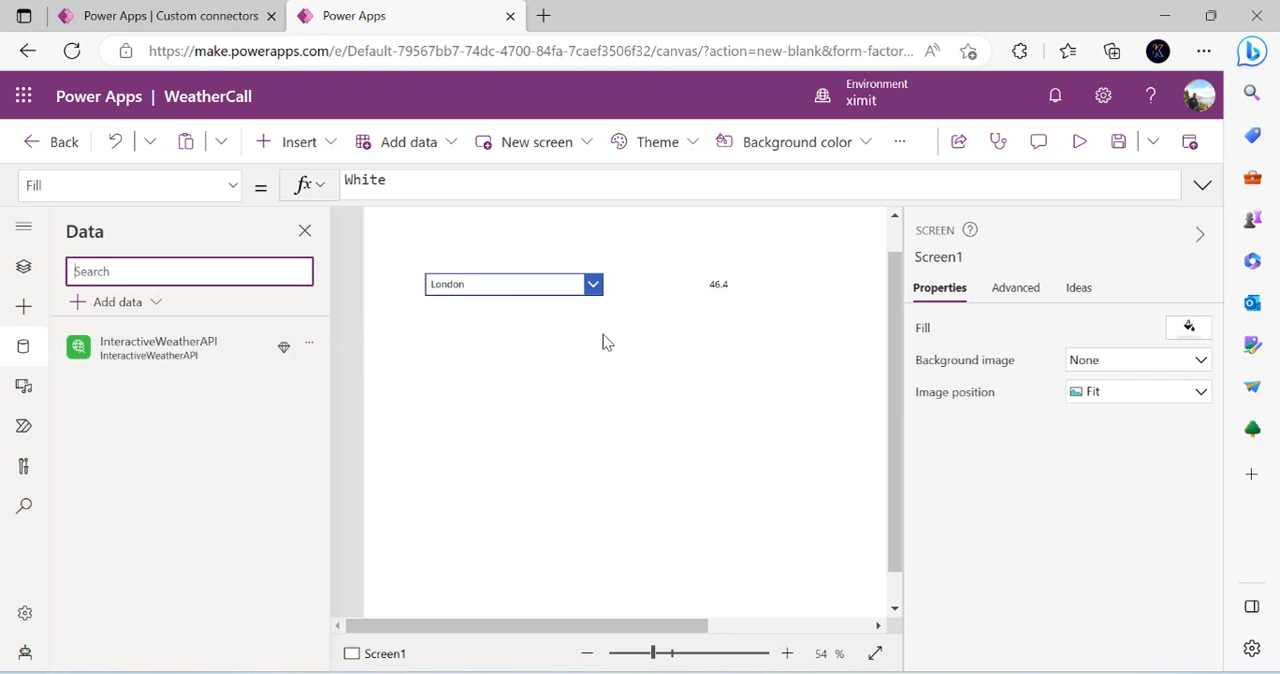 Power Apps | Custom connectors
Power Apps
https://make.powerapps.com/e/Default-79567bb7-74dc-4700-84fa-7caef3506f32/canvas/?action=new-blank&form-factor...
Power Apps | WeatherCall
Environment
ximit
Back
Insert
Add data
New screen
Theme
Background color
Fill
=
fx
White
Data
Search
Add data
InteractiveWeatherAPI
InteractiveWeatherAPI
London
46.4
SCREEN
Screen1
Properties
Advanced
Ideas
Fill
Background image
None
Image position
Fit
Screen1
54 %